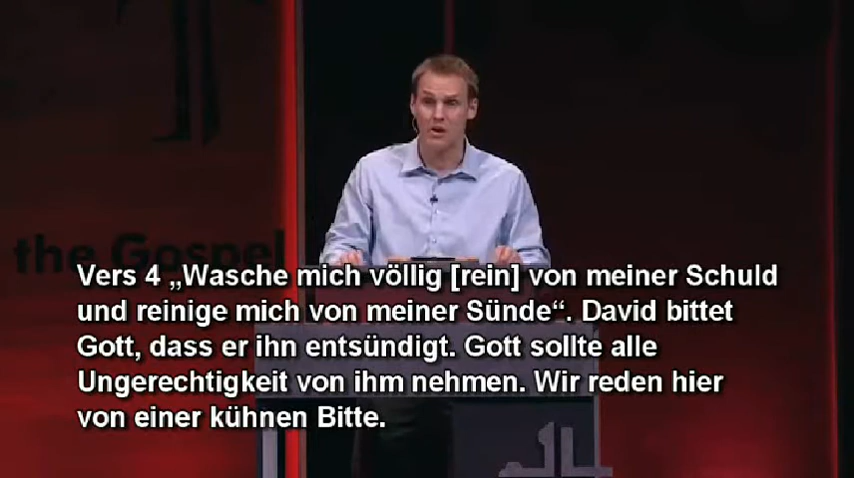 the Gospel
Vers 4 „Wasche mich völlig [rein] von meiner Schuld
und reinige mich von meiner Sünde“. David bittet
Gott, dass er ihn entsündigt. Gott sollte alle
Ungerechtigkeit von ihm nehmen. Wir reden hier
von einer kühnen Bitte.